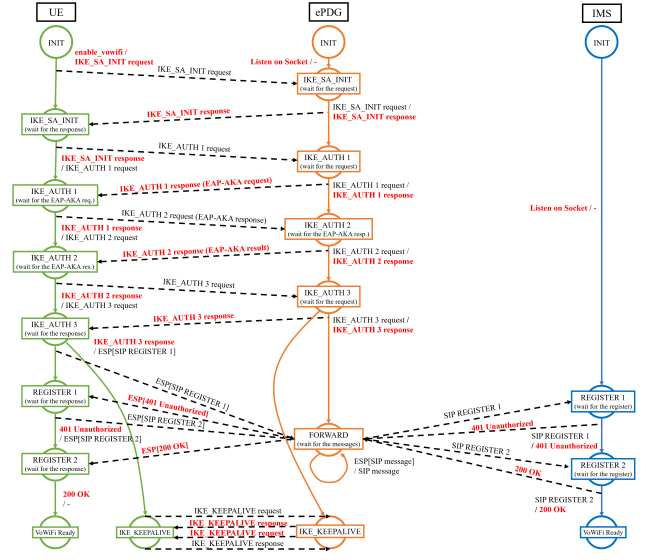 UE
ePDG
IMS
INIT
INIT
INIT
enable_vowifi /
IKE_SA_INIT request
Listen on Socket / -
IKE_SA_INIT request
IKE_SA_INIT
(wait for the request)
IKE_SA_INIT response
IKE_SA_INIT request /
IKE_SA_INIT response
IKE_SA_INIT
(wait for the response)
IKE_AUTH 1 request
IKE_SA_INIT response
/ IKE_AUTH 1 request
IKE_AUTH 1
(wait for the request)
IKE_AUTH 1 response (EAP-AKA request)
IKE_AUTH 1 request /
IKE_AUTH 1 response
IKE_AUTH 1
(wait for the EAP-AKA req.)
IKE_AUTH 2 request (EAP-AKA response)
Listen on Socket / -
IKE_AUTH 1 response
/ IKE_AUTH 2 request
IKE_AUTH 2
(wait for the EAP-AKA resp.)
IKE_AUTH 2 response (EAP-AKA result)
IKE_AUTH 2 request /
IKE_AUTH 2 response
IKE_AUTH 2
(wait for the EAP-AKA res.)
IKE_AUTH 3 request
IKE_AUTH 2 response
/ IKE_AUTH 3 request
IKE_AUTH 3
(wait for the request)
IKE_AUTH 3 response
IKE_AUTH 3 request /
IKE_AUTH 3 response
IKE_AUTH 3
(wait for the response)
IKE_AUTH 3 response
/ ESP[SIP REGISTER 1]
ESP[SIP REGISTER 1]
REGISTER 1
(wait for the response)
ESP[401 Unauthorized]
SIP REGISTER 1
REGISTER 1
(wait for the register)
ESP[SIP REGISTER 2]
401 Unauthorized
401 Unauthorized
/ ESP[SIP REGISTER 2]
FORWARD
(wait for the messages)
SIP REGISTER 1
/ 401 Unauthorized
ESP[200 OK]
SIP REGISTER 2
REGISTER 2
(wait for the response)
ESP[SIP message]
/ SIP message
200 OK
REGISTER 2
(wait for the register)
200 OK
/ -
SIP REGISTER 2
/ 200 OK
IKE_KEEPALIVE request
IKE_KEEPALIVE response
IKE_KEEPALIVE request
IKE_KEEPALIVE response
VoWiFi Ready
IKE_KEEPALIVE
IKE_KEEPALIVE
VoWiFi Ready